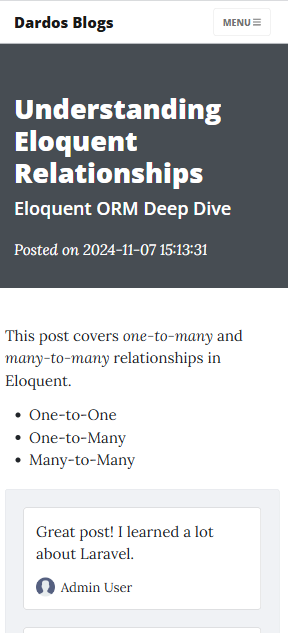 Dardos Blogs
MENU
Understanding
Eloquent
Relationships
Eloquent ORM Deep Dive
Posted on 2024-11-07 15:13:31
This post covers one-to-many and
many-to-many relationships in
Eloquent.
• One-to-One
• One-to-Many
• Many-to-Many
Great post! I learned a lot
about Laravel.
Admin User